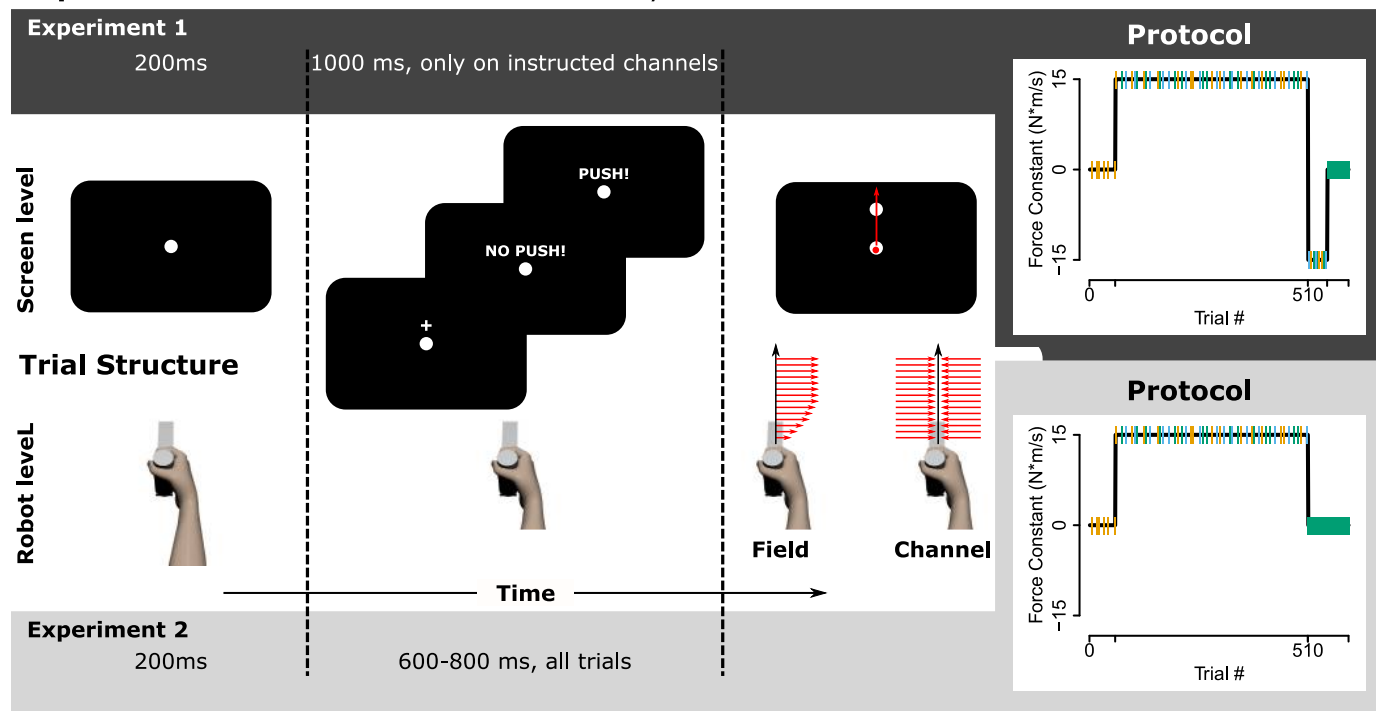 Experiment 1
200ms
1000 ms, only on instructed channels
Protocol
Force Constant (N*m/s)
15
0
−15
0
510
Trial #
Screen level
+
NO PUSH!
PUSH!
Trial Structure
Robot leveL
Field
Channel
Time
Protocol
Force Constant (N*m/s)
15
0
−15
0
510
Trial #
Experiment 2
200ms
600-800 ms, all trials